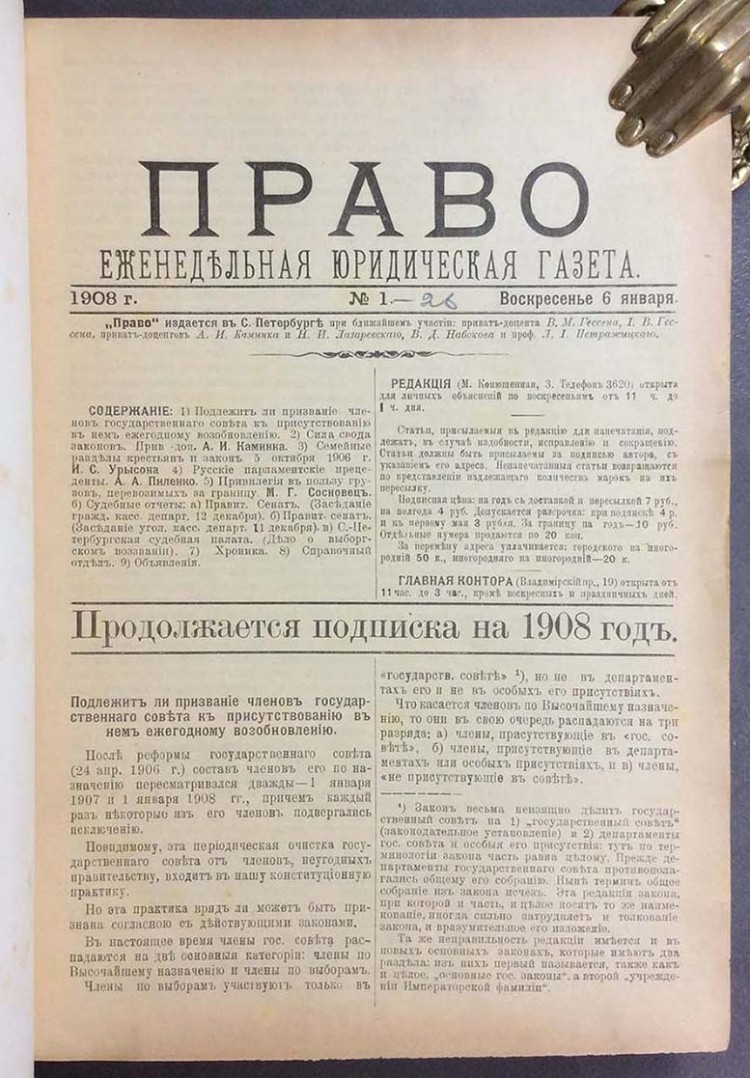 ПРАВО
ЕЖЕНЕДѢЛЬНАЯ ЮРИДИЧЕСКАЯ ГАЗЕТА.
1908 г. № 1.—26 Воскресенье 6 января.
„Право“ издается въ С. Петербургѣ при ближайшемъ участіи: приватъ-доцента В. М. Гессена, І. В. Гес-
сена, приватъ-доцентовъ А. И. Каминка и Н. И. Лазаревскаго, В. Д. Набокова и проф. Л. І. Петражицкаго.
СОДЕРЖАНІЕ: 1) Подлежитъ ли призваніе чле-
новъ государственнаго совѣта къ присутствованію
въ немъ ежегодному возобновленію. 2) Сила свода
законовъ. Прив.-доц. А. И. Каминка. 3) Семейные
раздѣлы крестьян и законъ 5 октября 1906 г.
И. С. Урысона 4) Русскіе парламентскіе преце-
денты. А. А. Пиленко. 5) Привилегіи въ пользу гру-
зовъ, перевозимыхъ за границу. М. Г. Сосновецъ.
6) Судебные отчеты: а) Правит. Сенатъ. (Засѣданіе
гражд. касс. департ. 12 декабря). б) Правит. сенатъ.
(Засѣданіе угол. касс. департ. 11 декабря). в) С.-Пе-
тербургская судебная палата. (Дѣло о выборг-
скомъ воззваніи). 7) Хроника. 8) Справочный
отдѣлъ. 9) Объявленія.
РЕДАКЦІЯ (М. Конюшенная, 3. Телефонъ 3620) открыта
для личныхъ объясненій по воскресеньямъ отъ 11 ч. до
1 ч. дня.
Статьи, присылаемыя въ редакцію для напечатанія, под-
лежатъ, въ случаѣ надобности, исправленію и сокращенію.
Статьи должны быть присылаемы за подписью автора, съ
указаніемъ его адреса. Ненапечатанныя статьи возвращаются
по представленіи надлежащаго количества марокъ на ихъ
пересылку.
Подписная цѣна: на годъ съ доставкой и пересылкой 7 руб.,
на полгода 4 руб. Допускается разсрочка: при подпискѣ 4 р.
и къ первому мая 3 рубля. За границу на годъ—10 руб.
Отдѣльные нумера продаются по 20 коп.
За перемѣну адреса уплачивается: городского на иного-
родній 50 к., иногородняго на иногородній—20 к.
ГЛАВНАЯ КОНТОРА (Владимірскій пр., 19) открыта отъ
11 час. до 3 час., кромѣ воскресныхъ и праздничныхъ дней.
Продолжается подписка на 1908 годъ.
Подлежитъ ли призваніе членовъ государ-
ственнаго совѣта къ присутствованію въ
немъ ежегодному возобновленію.
Послѣ реформы государственнаго совѣта
(24 апр. 1906 г.) составъ членовъ его по на-
значенію пересматривался дважды—1 января
1907 и 1 января 1908 гг., причемъ каждый
разъ нѣкоторые изъ его членовъ подвергались
исключенію.
Повидимому, эта періодическая очистка госу-
дарственнаго совѣта отъ членовъ, неугодныхъ
правительству, входитъ въ нашу конституціонную
практику.
Но эта практика врядъ ли можетъ быть при-
знана согласною съ дѣйствующими законами.
Въ настоящее время члены гос. совѣта рас-
падаются на двѣ основныя категоріи: члены по
Высочайшему назначенію и члены по выборамъ.
Члены по выборамъ участвуютъ только въ
«государств. совѣтѣ» ¹), но не въ департамен-
тахъ его и не въ особыхъ его присутствіяхъ.
Что касается членовъ по Высочайшему назначе-
нію, то они въ свою очередь распадаются на три
разряда: а) члены, присутствующіе въ «гос. со-
вѣтѣ», б) члены, присутствующіе въ департа-
ментахъ или особыхъ присутствіяхъ, и в) члены,
«не присутствующіе въ совѣтѣ».
¹) Законъ весьма неизящно дѣлитъ государ-
ственный совѣтъ на 1) „государственный совѣтъ“
(законодательное установленіе) и 2) департаменты
гос. совѣта и особыя его присутствія: тутъ по тер-
минологіи закона часть равна цѣлому. Прежде де-
партаменты государственнаго совѣта противопола-
гались общему его собранію. Нынѣ терминъ общее
собраніе изъ закона исчезъ. Эта редакція закона,
при которой и часть, и цѣлое носятъ то же наиме-
нованіе, иногда сильно затрудняетъ и толкованіе
закона, и вразумительное его изложеніе.
Та же неправильность редакціи имѣется и въ
новыхъ основныхъ законахъ, которые имѣютъ два
раздѣла: изъ нихъ первый называется, также какъ
и цѣлое, „основные гос. законы“, а второй „учрежде-
ніи Императорской фамиліи“.